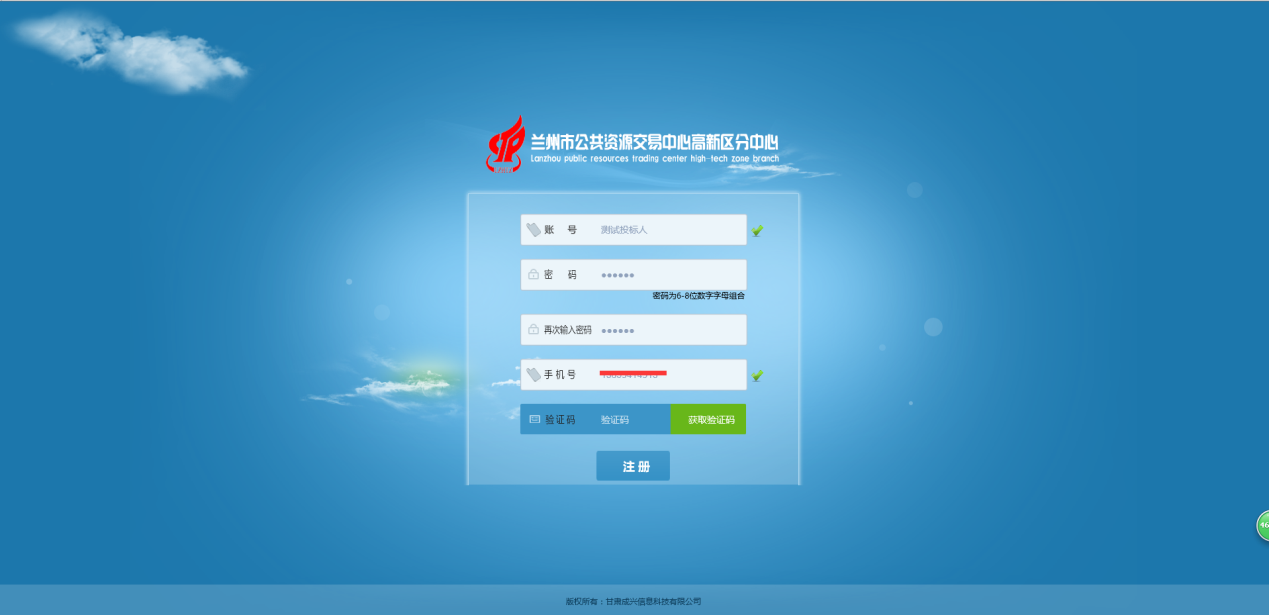 兰州市公共资源交易中心高新区分中心
Lanzhou public resources trading center high-tech zone branch
账 号 测试投标人
密 码 ●●●●●●
密码为6-8位数字字母组合
再次输入密码 ●●●●●●
手 机 号
验 证 码 验证码 获取验证码
注 册
版权所有：甘肃成兴信息科技有限公司